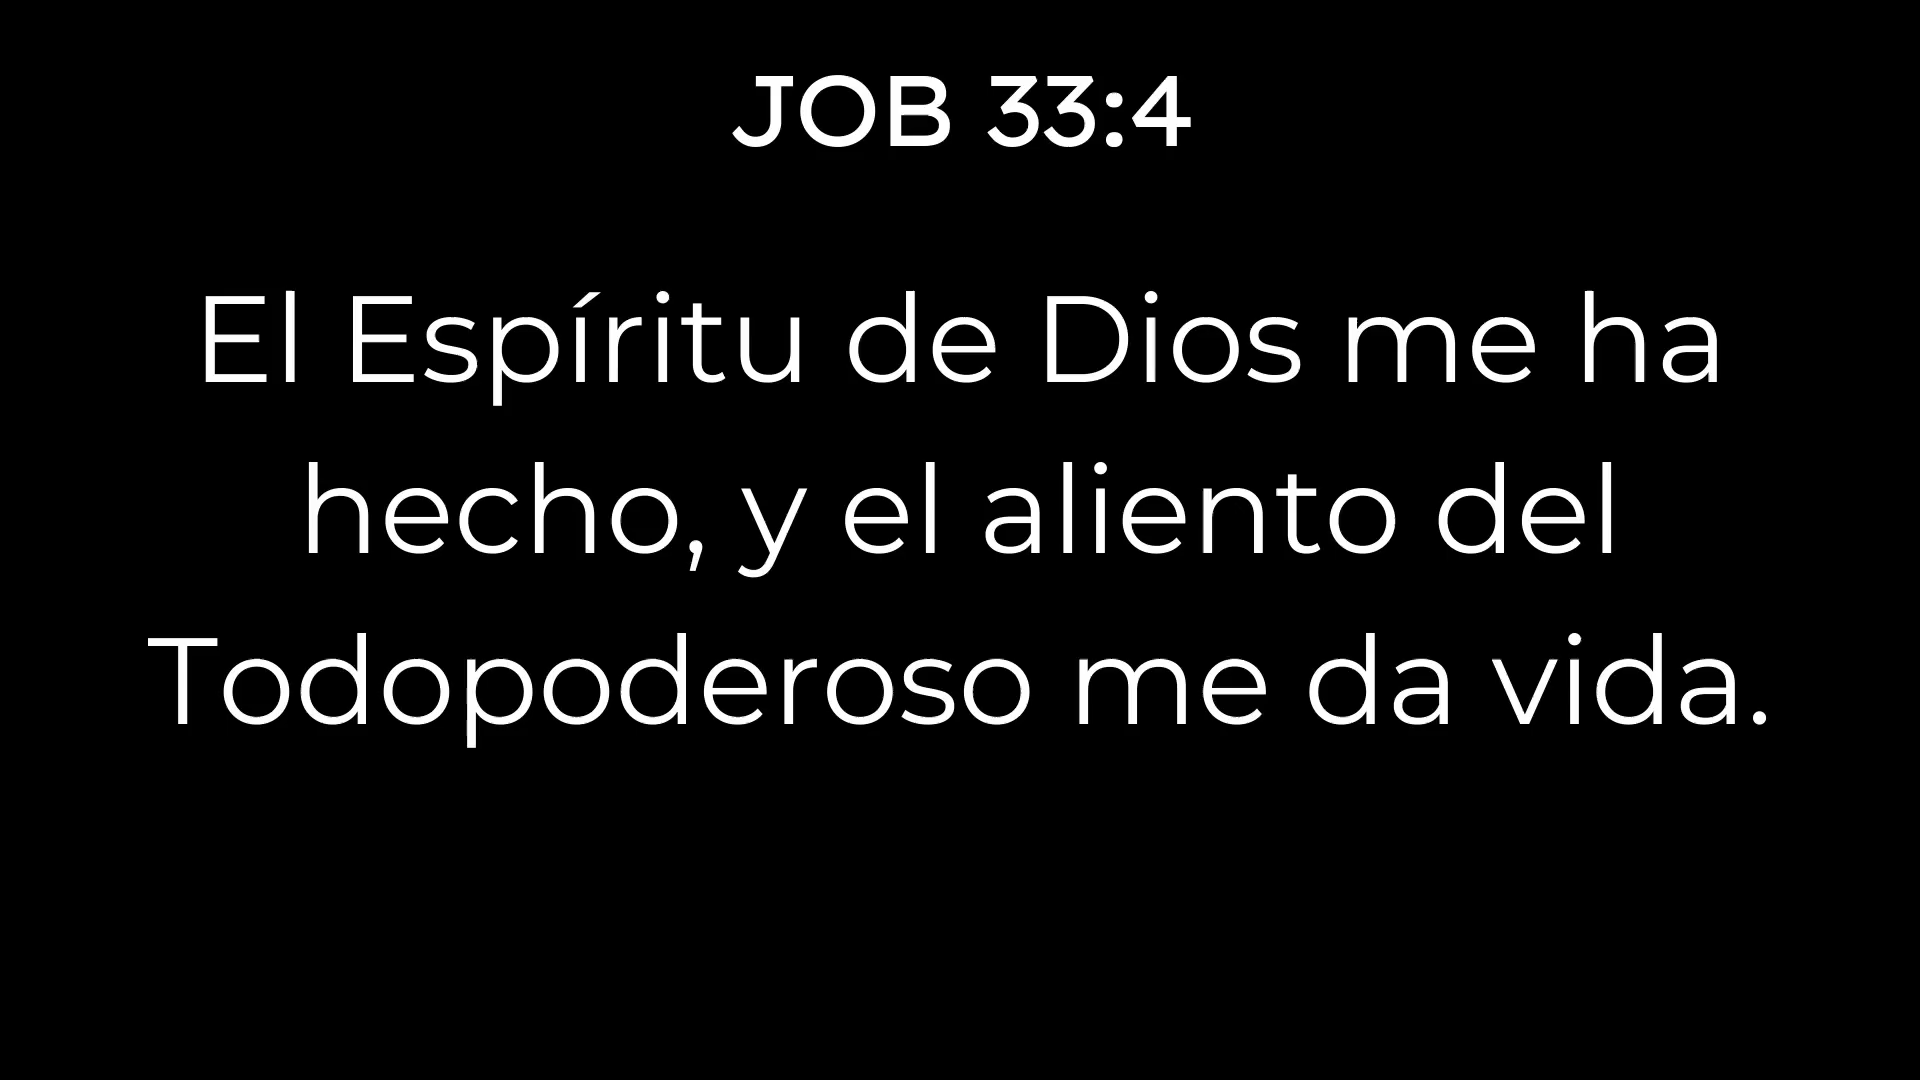 JOB 33:4
El Espíritu de Dios me ha
hecho, y el aliento del
Todopoderoso me da vida.